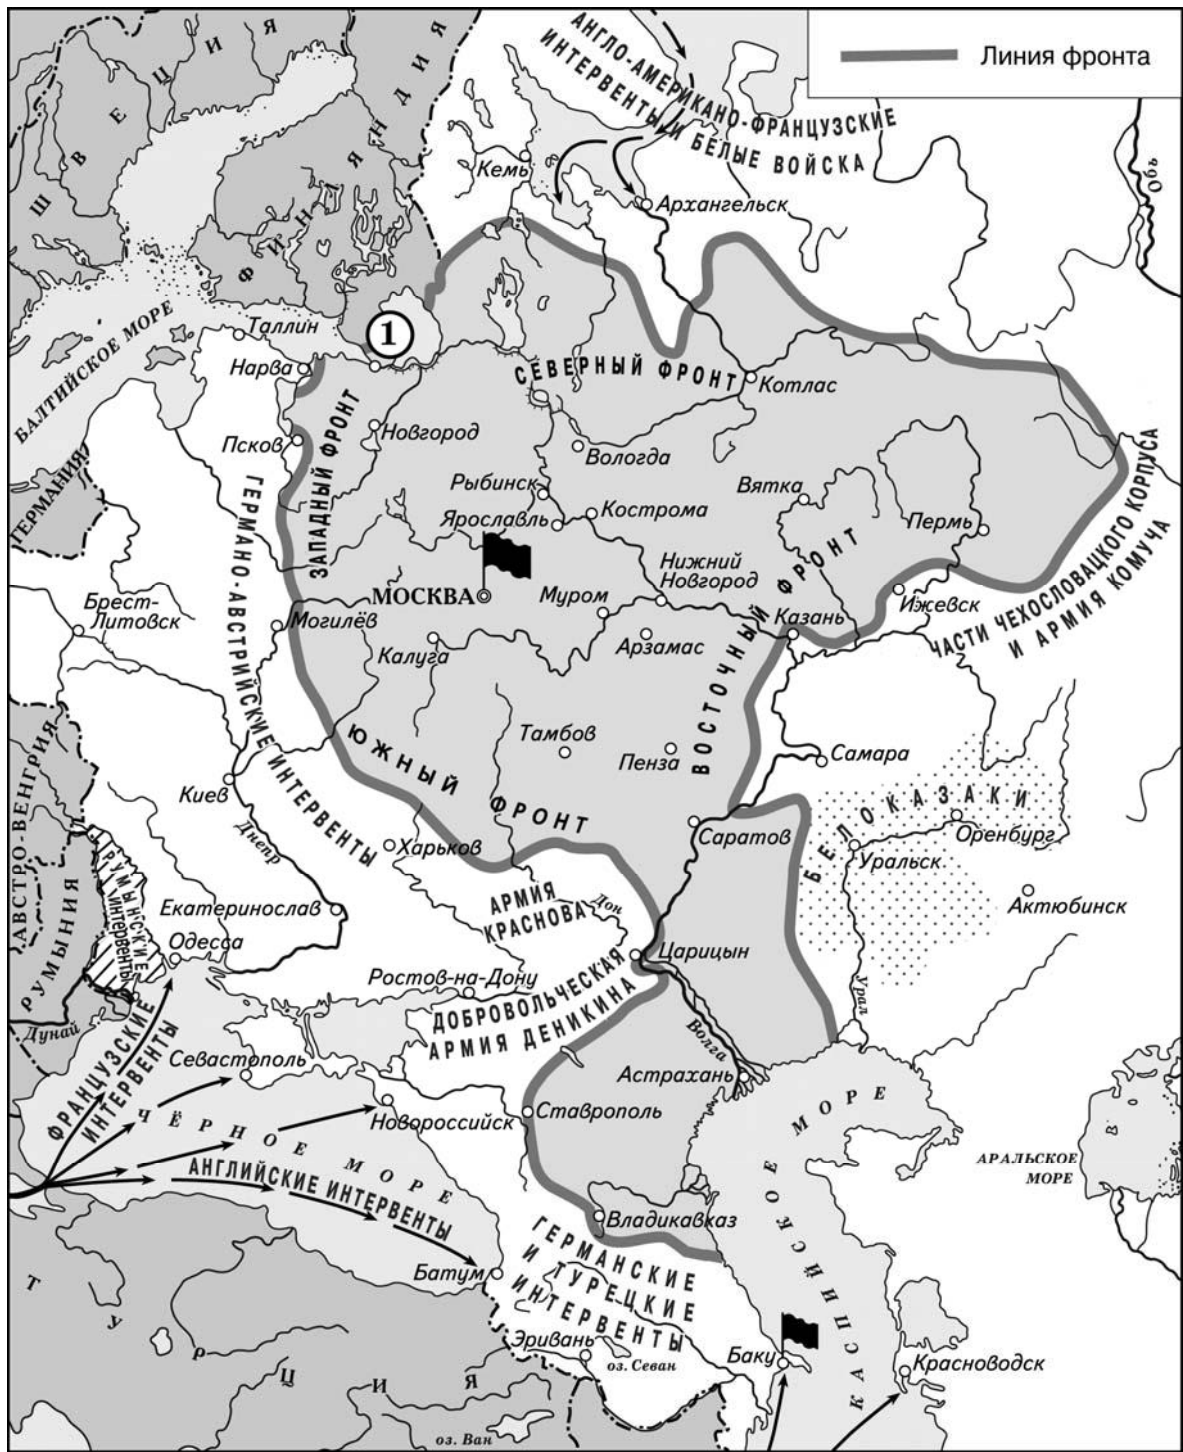 Линия фронта
ШВЕЦИЯ
ФИНЛЯНДИЯ
АНГЛО-АМЕРИКАНО-ФРАНЦУЗСКИЕ
ИНТЕРВЕНТЫ И БЕЛЫЕ ВОЙСКА
Обь
Кемь
Архангельск
БАЛТИЙСКОЕ МОРЕ
Таллин
1
Нарва
СЕВЕРНЫЙ ФРОНТ
Котлас
Новгород
Псков
ЗАПАДНЫЙ ФРОНТ
Вологда
ГЕРМАНИЯ
Рыбинск
Вятка
Кострома
Ярославль
Пермь
ЧАСТИ ЧЕХОСЛОВАЦКОГО КОРПУСА
И АРМИЯ КОМУЧА
ГЕРМАНО-АВСТРИЙСКИЕ ИНТЕРВЕНТЫ
Нижний
Новгород
МОСКВА
Муром
Ижевск
Брест-
Литовск
Могилёв
Казань
Калуга
Арзамас
ВОСТОЧНЫЙ ФРОНТ
ЮЖНЫЙ ФРОНТ
Тамбов
Пенза
Самара
АВСТРО-ВЕНГРИЯ
Киев
Днепр
БЕЛОКАЗАКИ
Оренбург
Саратов
Харьков
Уральск
РУМЫНСКИЕ
интервенты
АРМИЯ
КРАСНОВА
Дон
Актюбинск
Екатеринослав
РУМЫНИЯ
Одесса
Царицын
Ростов-на-Дону
ДОБРОВОЛЬЧЕСКАЯ
АРМИЯ ДЕНИКИНА
Урал
Дунай
Волга
ФРАНЦУЗСКИЕ
ИНТЕРВЕНТЫ
Севастополь
Астрахань
Новороссийск
Ставрополь
ЧЁРНОЕ МОРЕ
КАСПИЙСКОЕ МОРЕ
АРАЛЬСКОЕ
МОРЕ
АНГЛИЙСКИЕ ИНТЕРВЕНТЫ
Владикавказ
ГЕРМАНСКИЕ
И ТУРЕЦКИЕ
ИНТЕРВЕНТЫ
Батум
Эривань
оз. Севан
Баку
Красноводск
ТУРЦИЯ
оз. Ван